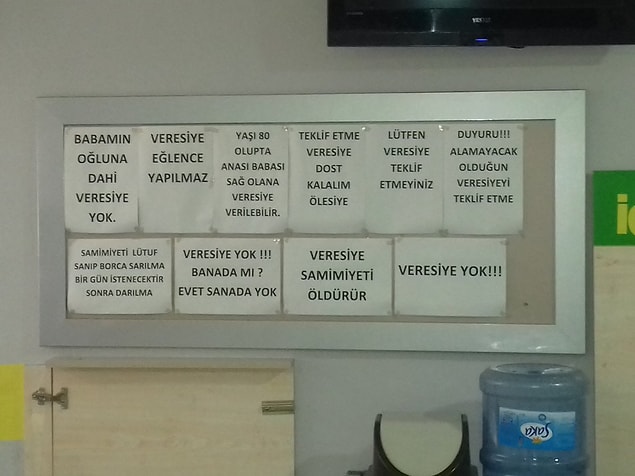 BABAMIN
OĞLUNA
DAHİ
VERESİYE
YOK.
VERESİYE
EĞLENCE
YAPILMAZ
YAŞI 80
OLUPTA
ANASI BABASI
SAĞ OLANA
VERESİYE
VERİLEBİLİR.
TEKLİF ETME
VERESİYE
DOST
KALALIM
ÖLESİYE
LÜTFEN
VERESİYE
TEKLİF
ETMEYİNİZ
DUYURU!!!
ALAMAYACAK
OLDUĞUN
VERESİYEYİ
TEKLİF ETME
SAMİMİYETİ LÜTUF
SANIP BORCA SARILMA
BİR GÜN İSTENECEKTİR
SONRA DARILMA
VERESİYE YOK !!!
BANADA MI ?
EVET SANADA YOK
VERESİYE
SAMİMİYETİ
ÖLDÜRÜR
VERESİYE YOK!!!
Saka